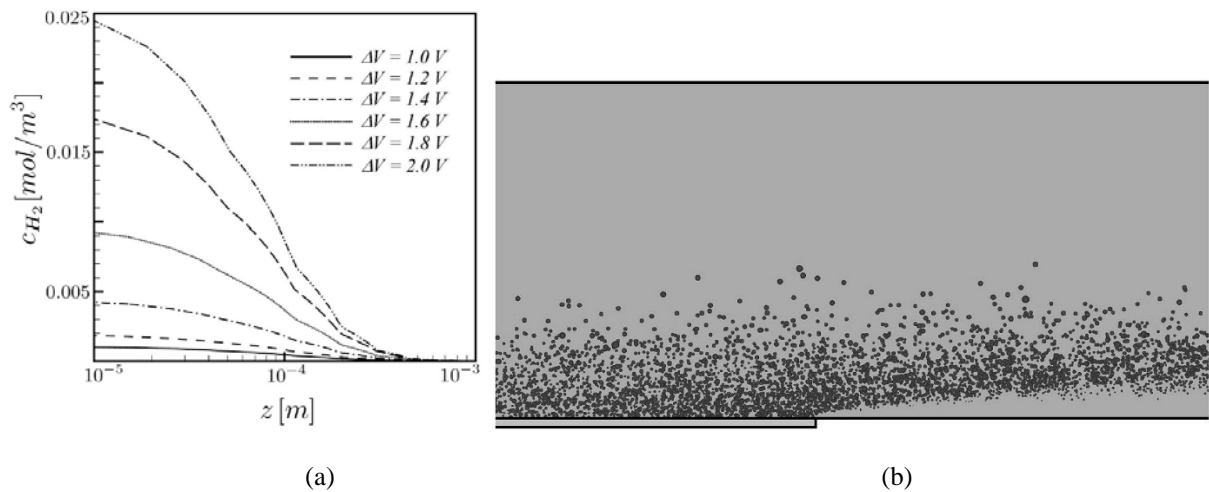 0.025
0.015
0.005
c_{H_2} [mol/m^3]
ΔV = 1.0 V
ΔV = 1.2 V
ΔV = 1.4 V
ΔV = 1.6 V
ΔV = 1.8 V
ΔV = 2.0 V
10^{-5} 10^{-4} 10^{-3}
z [m]
(a) (b)